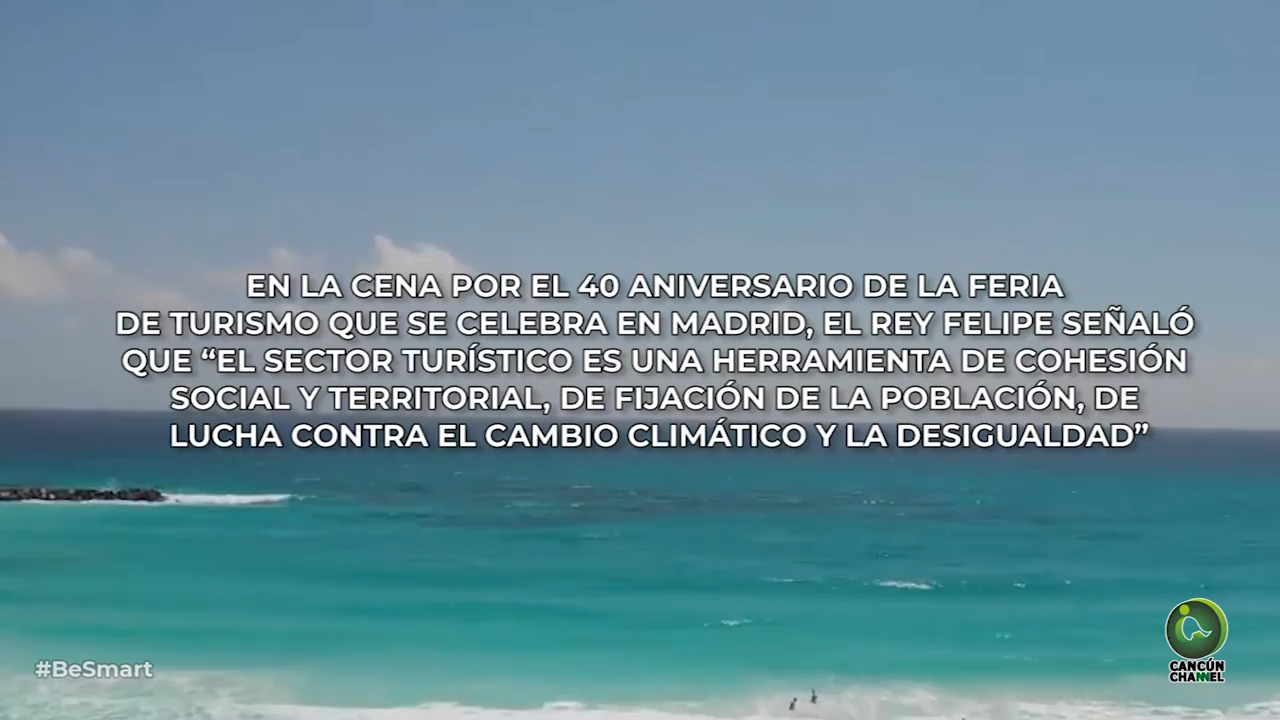 EN LA CENA POR EL 40 ANIVERSARIO DE LA FERIA
DE TURISMO QUE SE CELEBRA EN MADRID, EL REY FELIPE SEÑALÓ
QUE “EL SECTOR TURÍSTICO ES UNA HERRAMIENTA DE COHESIÓN
SOCIAL Y TERRITORIAL, DE FIJACIÓN DE LA POBLACIÓN, DE
LUCHA CONTRA EL CAMBIO CLIMÁTICO Y LA DESIGUALDAD”
#BeSmart
CANCÚN
CHANNEL